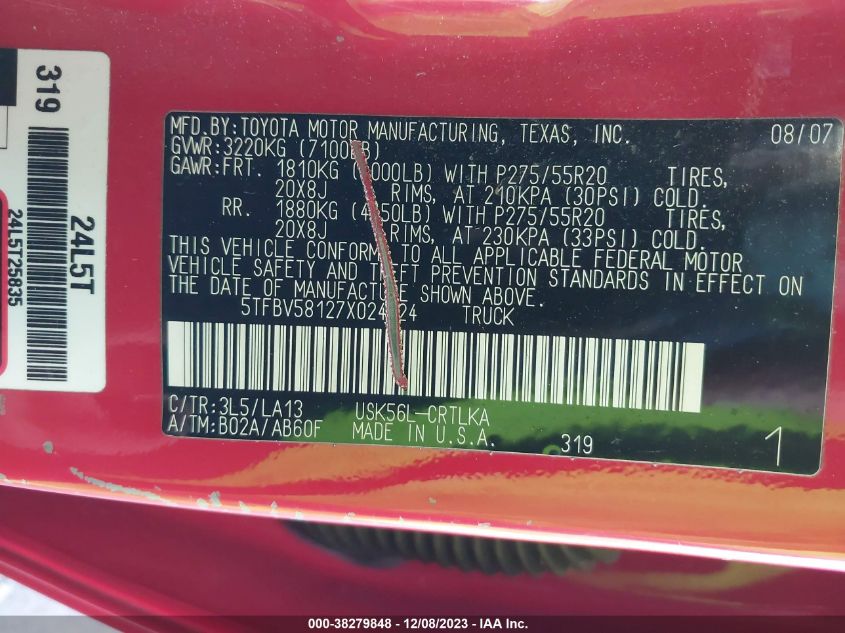 319
24L5T
24L5T25835
MFD.BY:TOYOTA MOTOR MANUFACTURING, TEXAS, INC. 08/07
GVWR:3220KG
GAWR:FRT. 1810KG WITH P275/55R20 TIRES,
20X8J RIMS, AT 210KPA (30PSI) COLD.
RR. 1880KG WITH P275/55R20 TIRES,
20X8J RIMS, AT 230KPA (33PSI) COLD.
THIS VEHICLE CONFORMS TO ALL APPLICABLE FEDERAL MOTOR
VEHICLE SAFETY AND THEFT PREVENTION STANDARDS IN EFFECT ON
THE DATE OF MANUFACTURE SHOWN ABOVE.
TRUCK
C/TR:3L5/LA13 USK56L-CRTLKA
A/TM:B02A/AB60F MADE IN U.S.A. 319 1
000-38279848 - 12/08/2023 - IAA Inc.